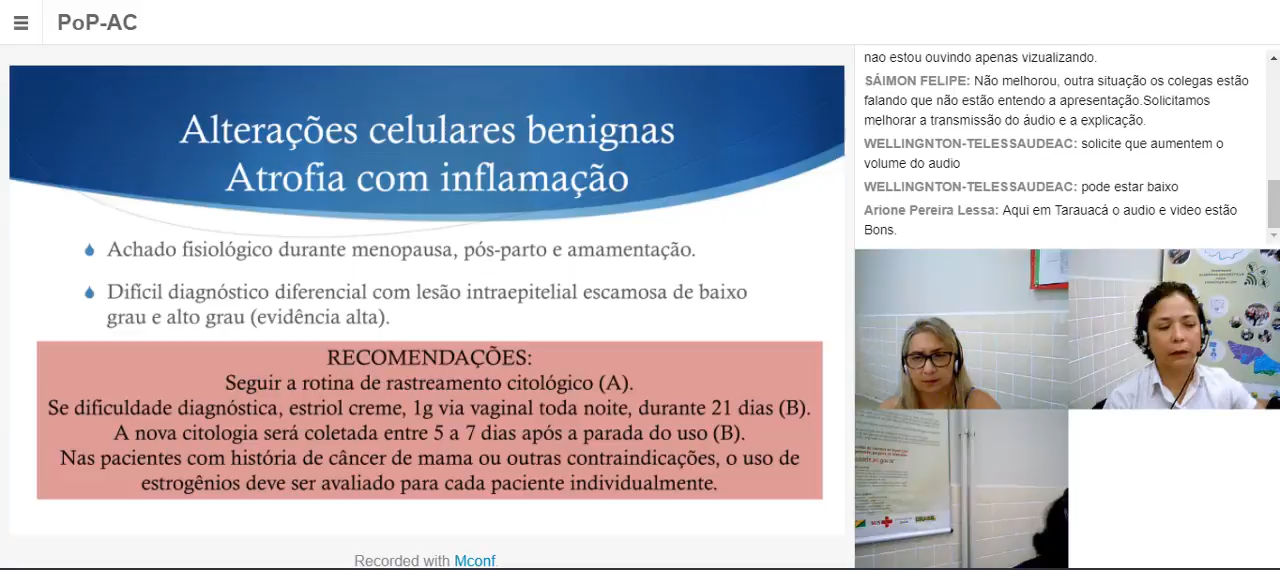 PoP-AC
Alterações celulares benignas
Atrofia com inflamação
Achado fisiológico durante menopausa, pós-parto e amamentação.
Difícil diagnóstico diferencial com lesão intraepitelial escamosa de baixo
grau e alto grau (evidência alta).
RECOMENDAÇÕES:
Seguir a rotina de rastreamento citológico (A).
Se dificuldade diagnóstica, estriol creme, 1g via vaginal toda noite, durante 21 dias (B).
A nova citologia será coletada entre 5 a 7 dias após a parada do uso (B).
Nas pacientes com história de câncer de mama ou outras contraindicações, o uso de
estrogênios deve ser avaliado para cada paciente individualmente.
Recorded with Mconf.
nao estou ouvindo apenas vizualizando.
SÁIMON FELIPE: Não melhorou, outra situação os colegas estão
falando que não estão entendo a apresentação.Solicitamos
melhorar a transmissão do áudio e a explicação.
WELLINGNTON-TELESSAUDEAC: solicite que aumentem o
volume do audio
WELLINGNTON-TELESSAUDEAC: pode estar baixo
Arione Pereira Lessa: Aqui em Tarauacá o audio e video estão
Bons.
SUS
BRASIL